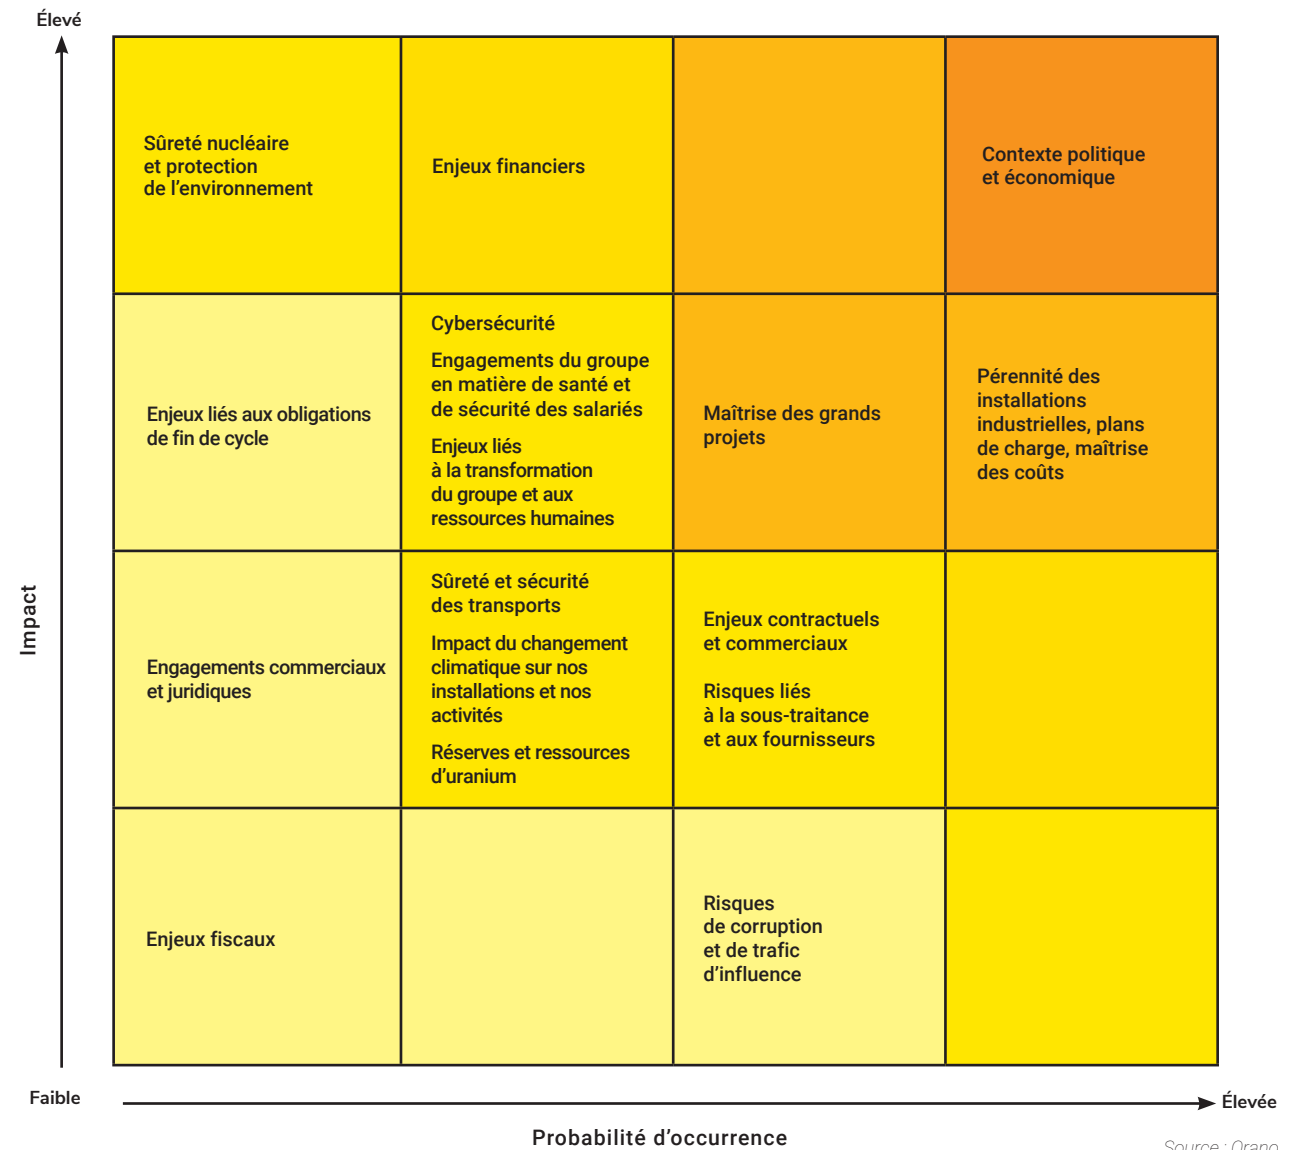 Élevé
Sûreté nucléaire
et protection
de l'environnement
Enjeux financiers
Contexte politique
et économique
Enjeux liés aux obligations
de fin de cycle
Cybersécurité
Engagements du groupe
en matière de santé et
de sécurité des salariés
Enjeux liés
à la transformation
du groupe et aux
ressources humaines
Maîtrise des grands
projets
Pérennité des
installations
industrielles, plans
de charge, maîtrise
des coûts
Impact
Engagements commerciaux
et juridiques
Sûreté et sécurité
des transports
Impact du changement
climatique sur nos
installations et nos
activités
Réserves et ressources
d'uranium
Enjeux contractuels
et commerciaux
Risques liés
à la sous-traitance
et aux fournisseurs
Enjeux fiscaux
Risques
de corruption
et de trafic
d'influence
Faible
Élevée
Probabilité d'occurrence
Source : Orano